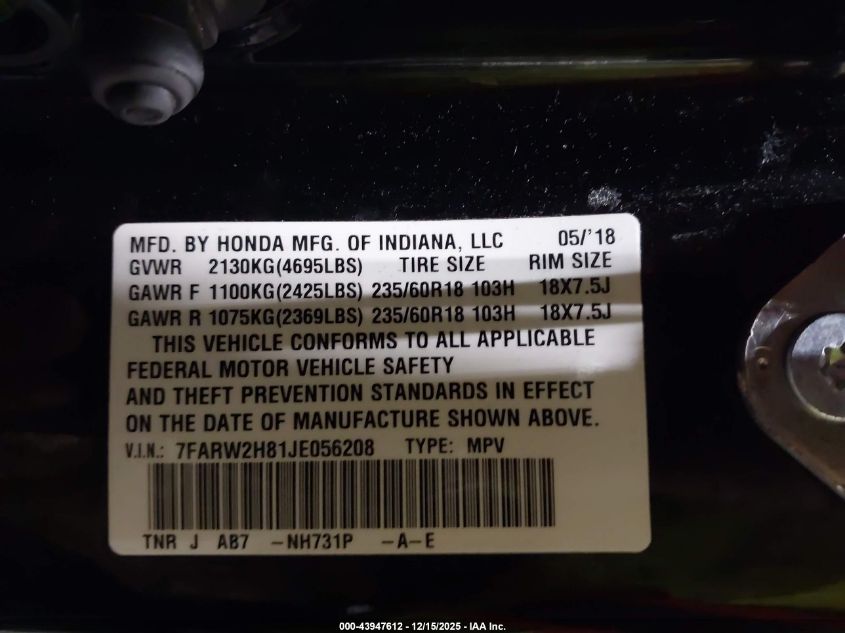 MFD. BY HONDA MFG. OF INDIANA, LLC 05/'18
GVWR 2130KG(4695LBS) TIRE SIZE RIM SIZE
GAWR F 1100KG(2425LBS) 235/60R18 103H 18X7.5J
GAWR R 1075KG(2369LBS) 235/60R18 103H 18X7.5J
THIS VEHICLE CONFORMS TO ALL APPLICABLE
FEDERAL MOTOR VEHICLE SAFETY
AND THEFT PREVENTION STANDARDS IN EFFECT
ON THE DATE OF MANUFACTURE SHOWN ABOVE.
V.I.N.: 7FARW2H81JE056208 TYPE: MPV
TNR J AB7 -NH731P -A-E
000-43947612 - 12/15/2025 - IAA Inc.